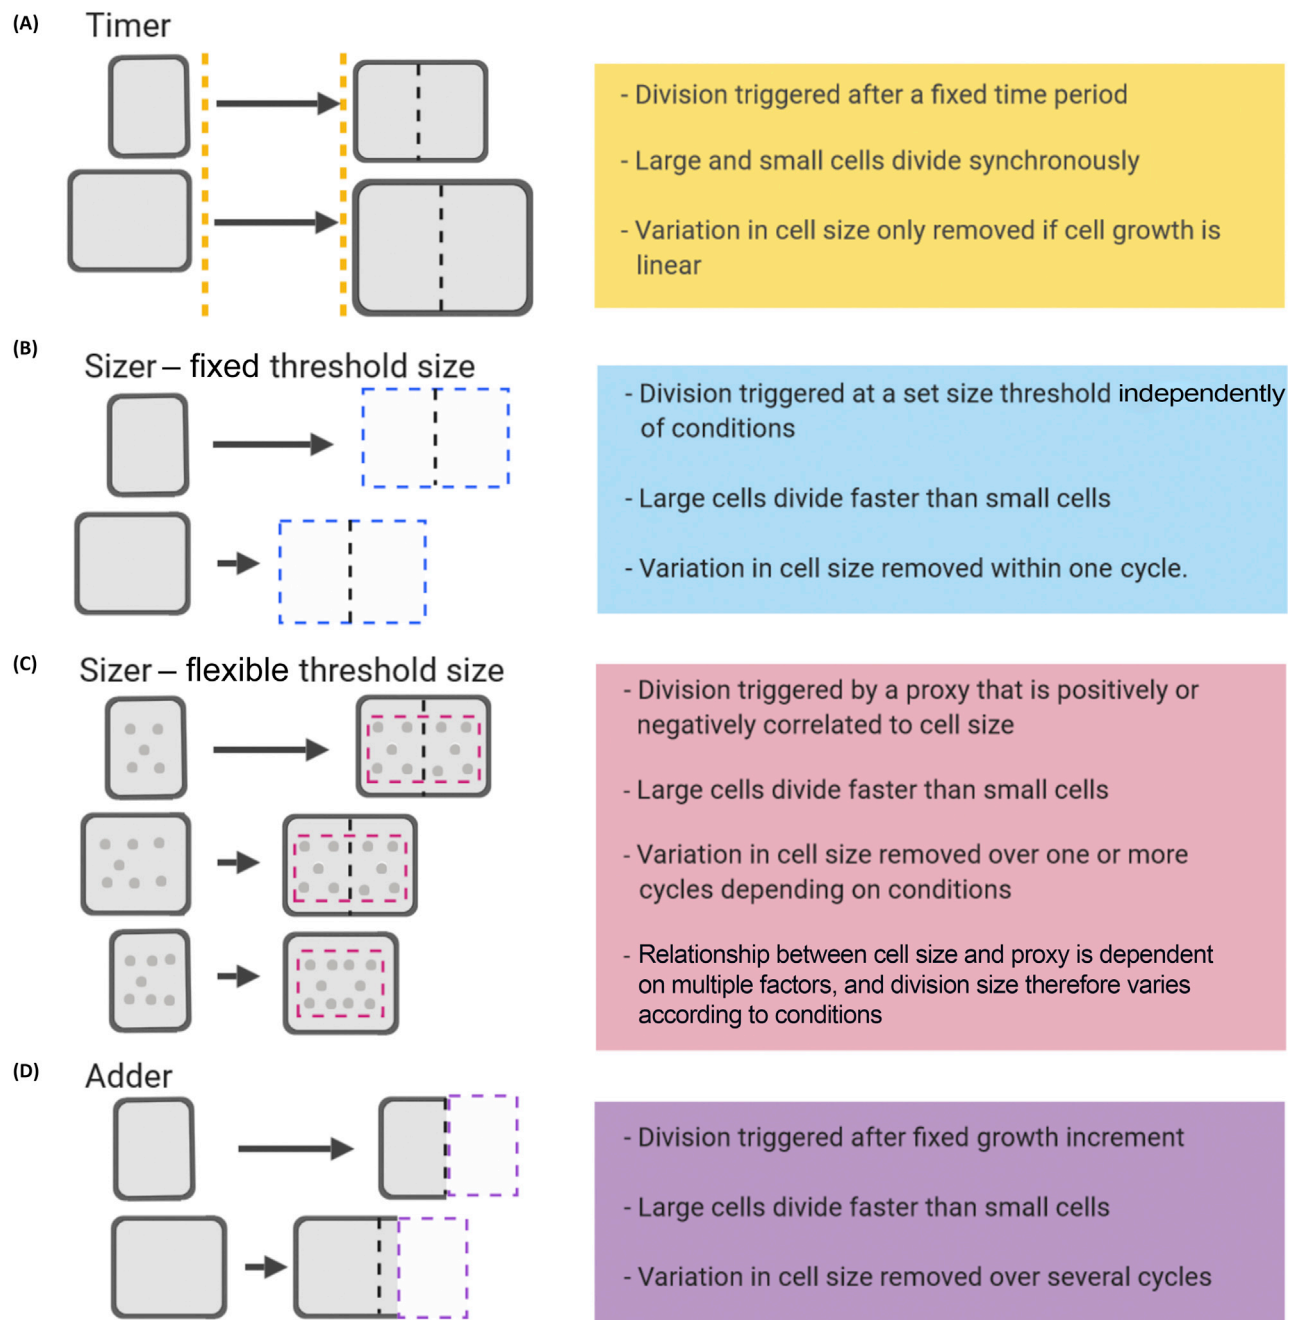 (A) Timer
- Division triggered after a fixed time period
- Large and small cells divide synchronously
- Variation in cell size only removed if cell growth is
linear
(B) Sizer – fixed threshold size
- Division triggered at a set size threshold independently
of conditions
- Large cells divide faster than small cells
- Variation in cell size removed within one cycle.
(C) Sizer – flexible threshold size
- Division triggered by a proxy that is positively or
negatively correlated to cell size
- Large cells divide faster than small cells
- Variation in cell size removed over one or more
cycles depending on conditions
- Relationship between cell size and proxy is dependent
on multiple factors, and division size therefore varies
according to conditions
(D) Adder
- Division triggered after fixed growth increment
- Large cells divide faster than small cells
- Variation in cell size removed over several cycles